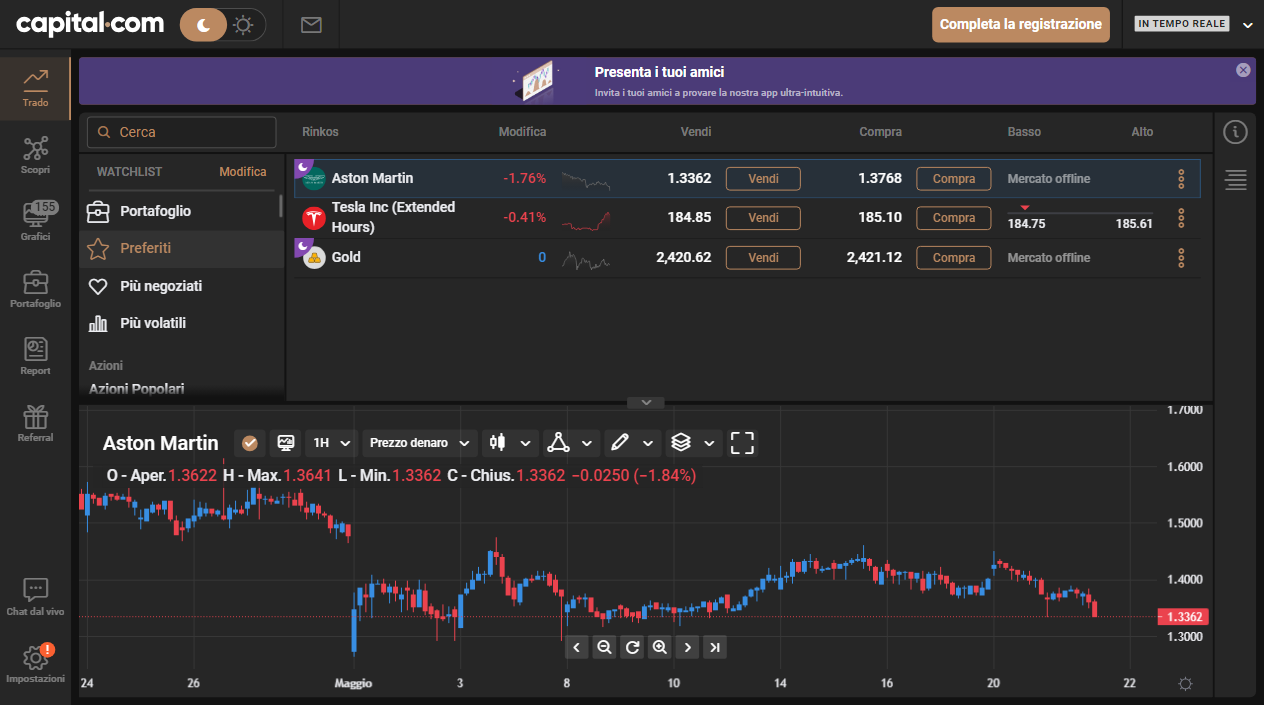 capital.com
Completa la registrazione
IN TEMPO REALE
Presenta i tuoi amici
Invita i tuoi amici a provare la nostra app ultra-intuitiva.
Trado
Scopri
155
Grafici
Portafoglio
Report
Referral
Chat dal vivo
!
Impostazioni
Cerca
WATCHLIST Modifica
Portafoglio
Preferiti
Più negoziati
Più volatili
Azioni
Azioni Popolari
Rinkos Modifica Vendi Compra Basso Alto
Aston Martin -1.76% 1.3362 Vendi 1.3768 Compra Mercato offline
Tesla Inc (Extended
Hours) -0.41% 184.85 Vendi 185.10 Compra 184.75 185.61
Gold 0 2,420.62 Vendi 2,421.12 Compra Mercato offline
Aston Martin 1H Prezzo denaro
O - Aper.1.3622 H - Max.1.3641 L - Min.1.3362 C - Chius.1.3362 −0.0250 (−1.84%)
1.7000
1.6000
1.5000
1.4000
1.3362
1.3000
24 26 Maggio 3 8 10 14 16 20 22